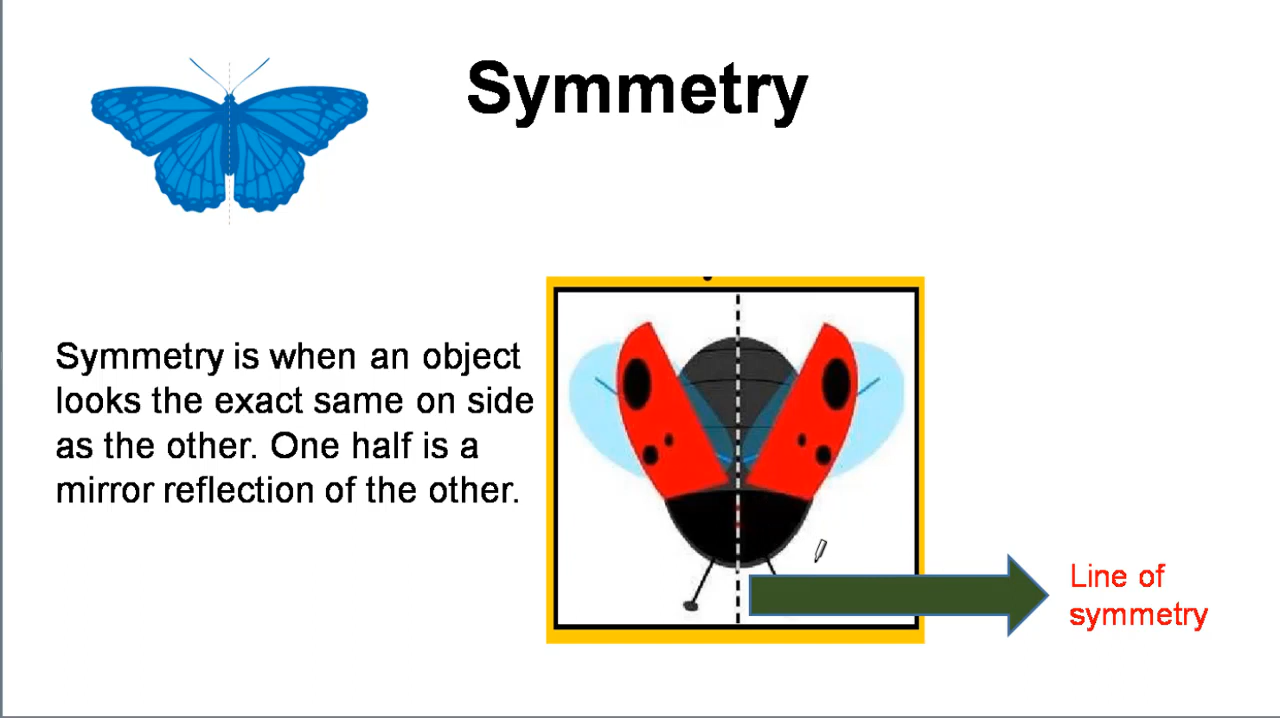 Symmetry
Symmetry is when an object
looks the exact same on side
as the other. One half is a
mirror reflection of the other.
Line of
symmetry